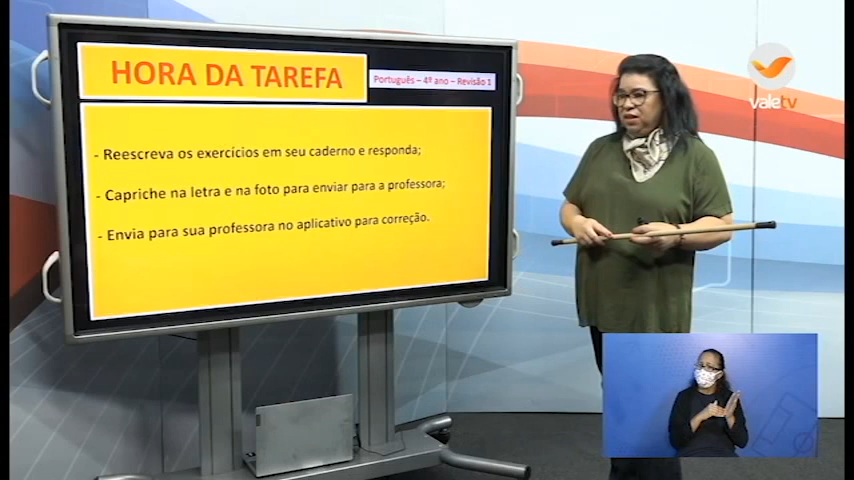 HORA DA TAREFA
Português – 4º ano – Revisão 1
- Reescreva os exercícios em seu caderno e responda;
- Capriche na letra e na foto para enviar para a professora;
- Envia para sua professora no aplicativo para correção.
valetv